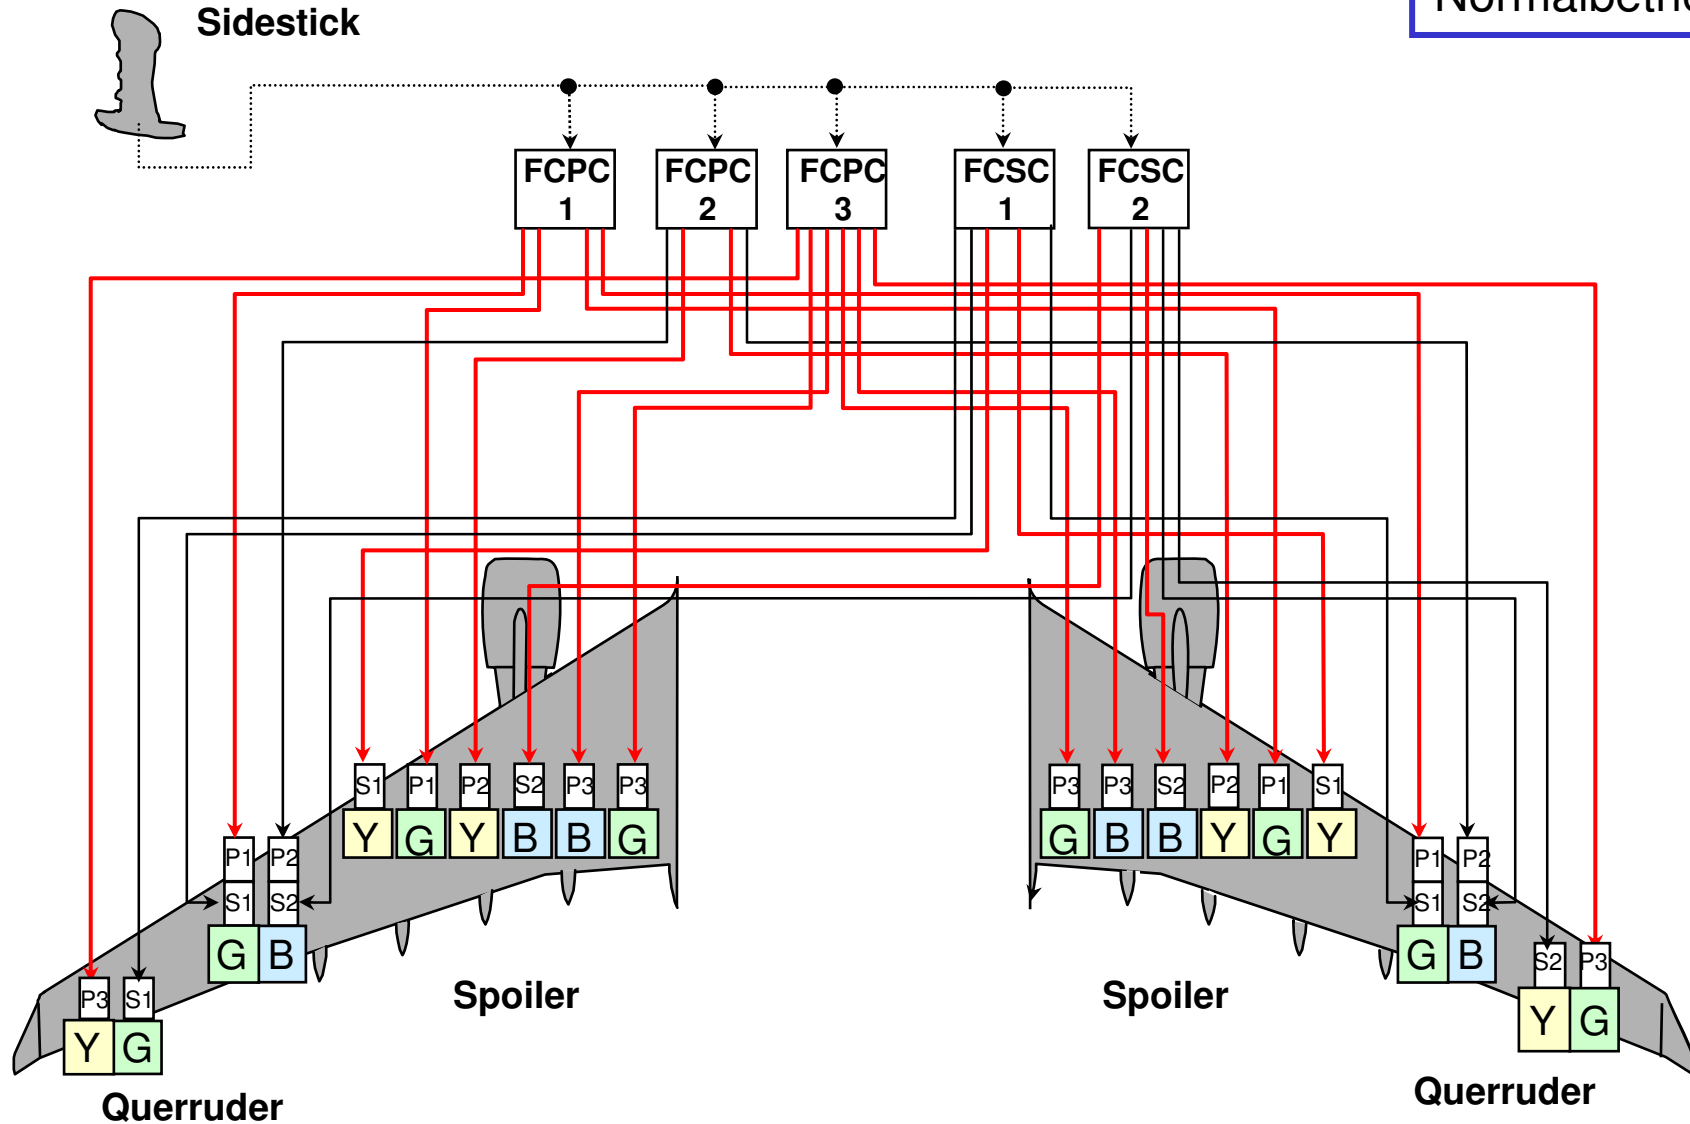 Sidestick
FCPC
1
FCPC
2
FCPC
3
FCSC
1
FCSC
2
S1 P1 P2 S2 P3 P3
Y G Y B B G
P3 P3 S2 P2 P1 S1
G B B Y G Y
P1 P2
S1 S2
G B
P1 P2
S1 S2
G B
P3 S1
Y G
S2 P3
Y G
Spoiler
Spoiler
Querruder
Querruder